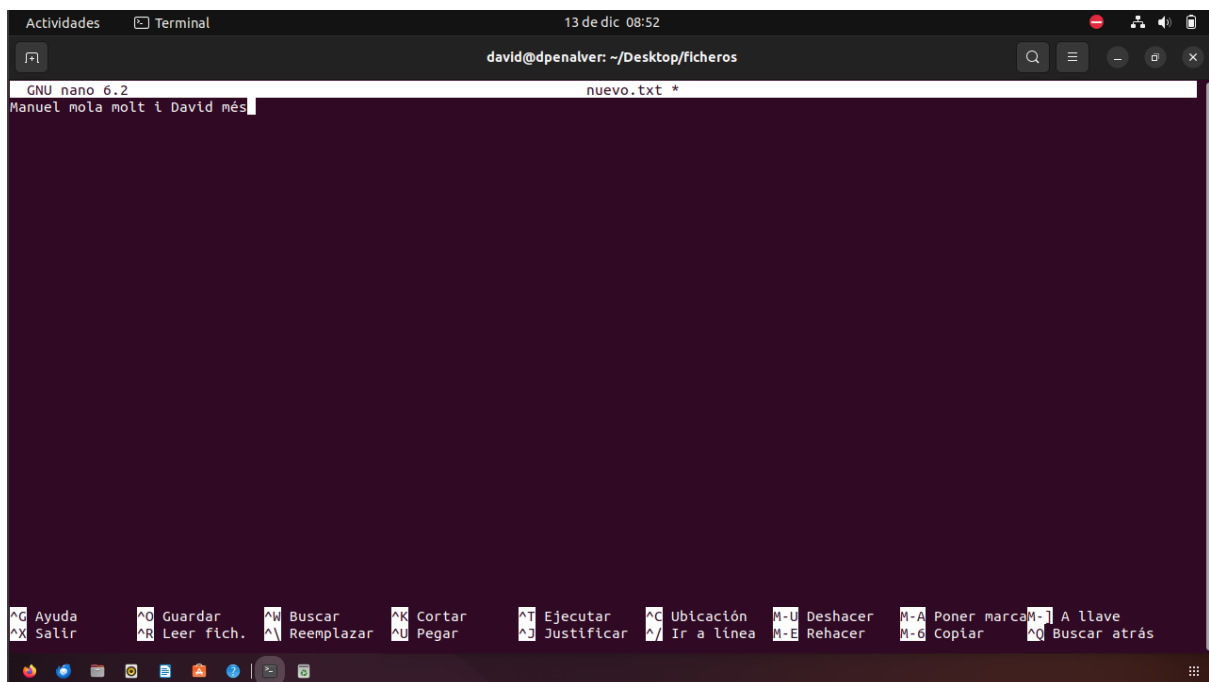 Actividades Terminal 13 de dic 08:52
david@dpenalver: ~/Desktop/ficheros
GNU nano 6.2 nuevo.txt *
Manuel mola molt i David més
^G Ayuda ^O Guardar ^W Buscar ^K Cortar ^T Ejecutar ^C Ubicación M-U Deshacer M-A Poner marca M-] A llave
^X Salir ^R Leer fich. ^\ Reemplazar ^U Pegar ^J Justificar ^/ Ir a línea M-E Rehacer M-6 Copiar ^Q Buscar atrás